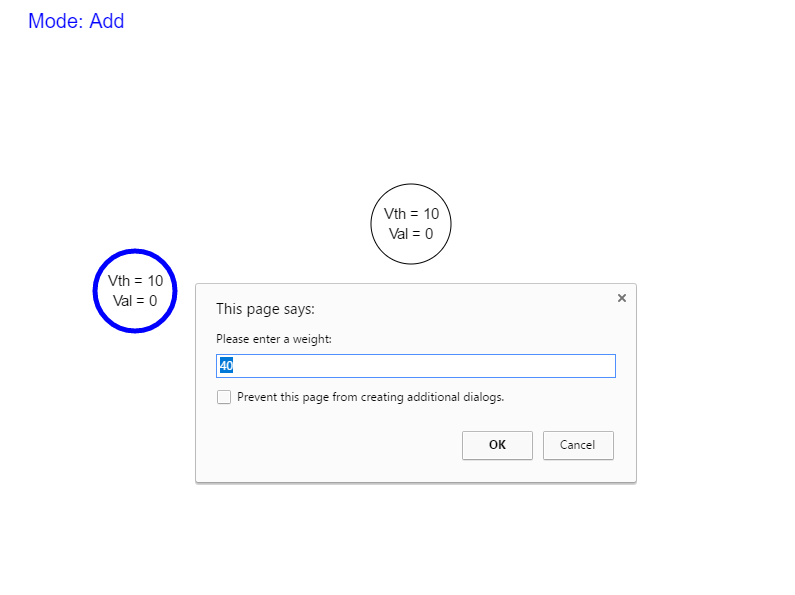 Mode: Add
Vth = 10
Val = 0
Vth = 10
Val = 0
This page says:
Please enter a weight:
40
Prevent this page from creating additional dialogs.
OK
Cancel